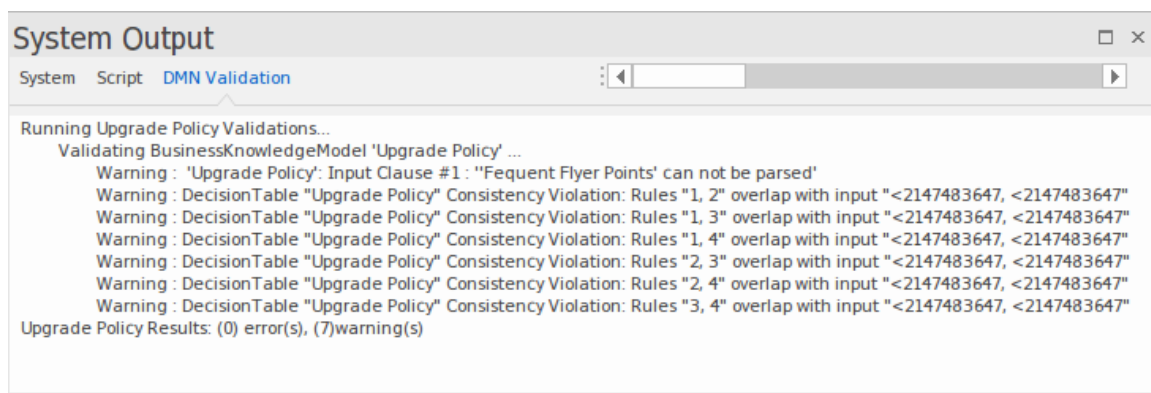 System Output
System Script DMN Validation
Running Upgrade Policy Validations...
Validating BusinessKnowledgeModel 'Upgrade Policy' ...
Warning : 'Upgrade Policy': Input Clause #1 : ''Fequent Flyer Points' can not be parsed'
Warning : DecisionTable "Upgrade Policy" Consistency Violation: Rules "1, 2" overlap with input "<2147483647, <2147483647"
Warning : DecisionTable "Upgrade Policy" Consistency Violation: Rules "1, 3" overlap with input "<2147483647, <2147483647"
Warning : DecisionTable "Upgrade Policy" Consistency Violation: Rules "1, 4" overlap with input "<2147483647, <2147483647"
Warning : DecisionTable "Upgrade Policy" Consistency Violation: Rules "2, 3" overlap with input "<2147483647, <2147483647"
Warning : DecisionTable "Upgrade Policy" Consistency Violation: Rules "2, 4" overlap with input "<2147483647, <2147483647"
Warning : DecisionTable "Upgrade Policy" Consistency Violation: Rules "3, 4" overlap with input "<2147483647, <2147483647"
Upgrade Policy Results: (0) error(s), (7)warning(s)